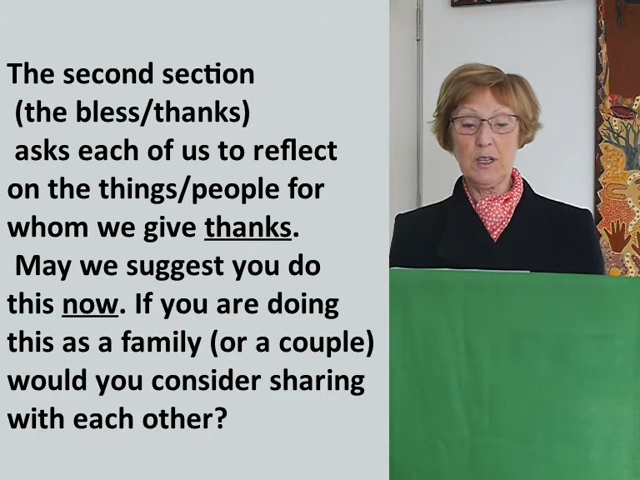 The second section
(the bless/thanks)
asks each of us to reflect
on the things/people for
whom we give thanks.
May we suggest you do
this now. If you are doing
this as a family (or a couple)
would you consider sharing
with each other?